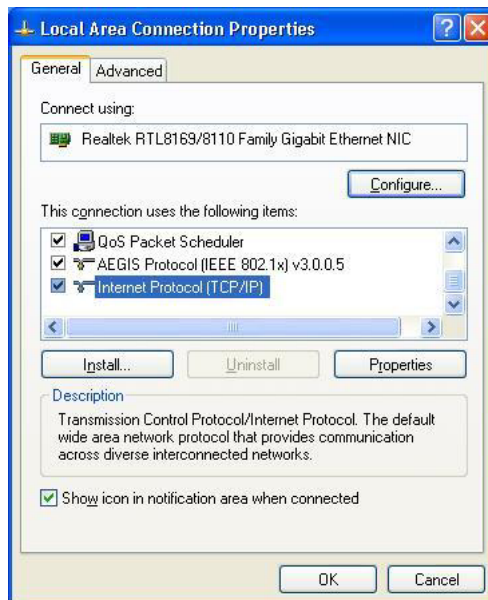 Local Area Connection Properties
General Advanced
Connect using:
Realtek RTL8169/8110 Family Gigabit Ethernet NIC
Configure...
This connection uses the following items:
QoS Packet Scheduler
AEGIS Protocol (IEEE 802.1x) v3.0.0.5
Internet Protocol (TCP/IP)
Install... Uninstall Properties
Description
Transmission Control Protocol/Internet Protocol. The default
wide area network protocol that provides communication
across diverse interconnected networks.
Show icon in notification area when connected
OK Cancel